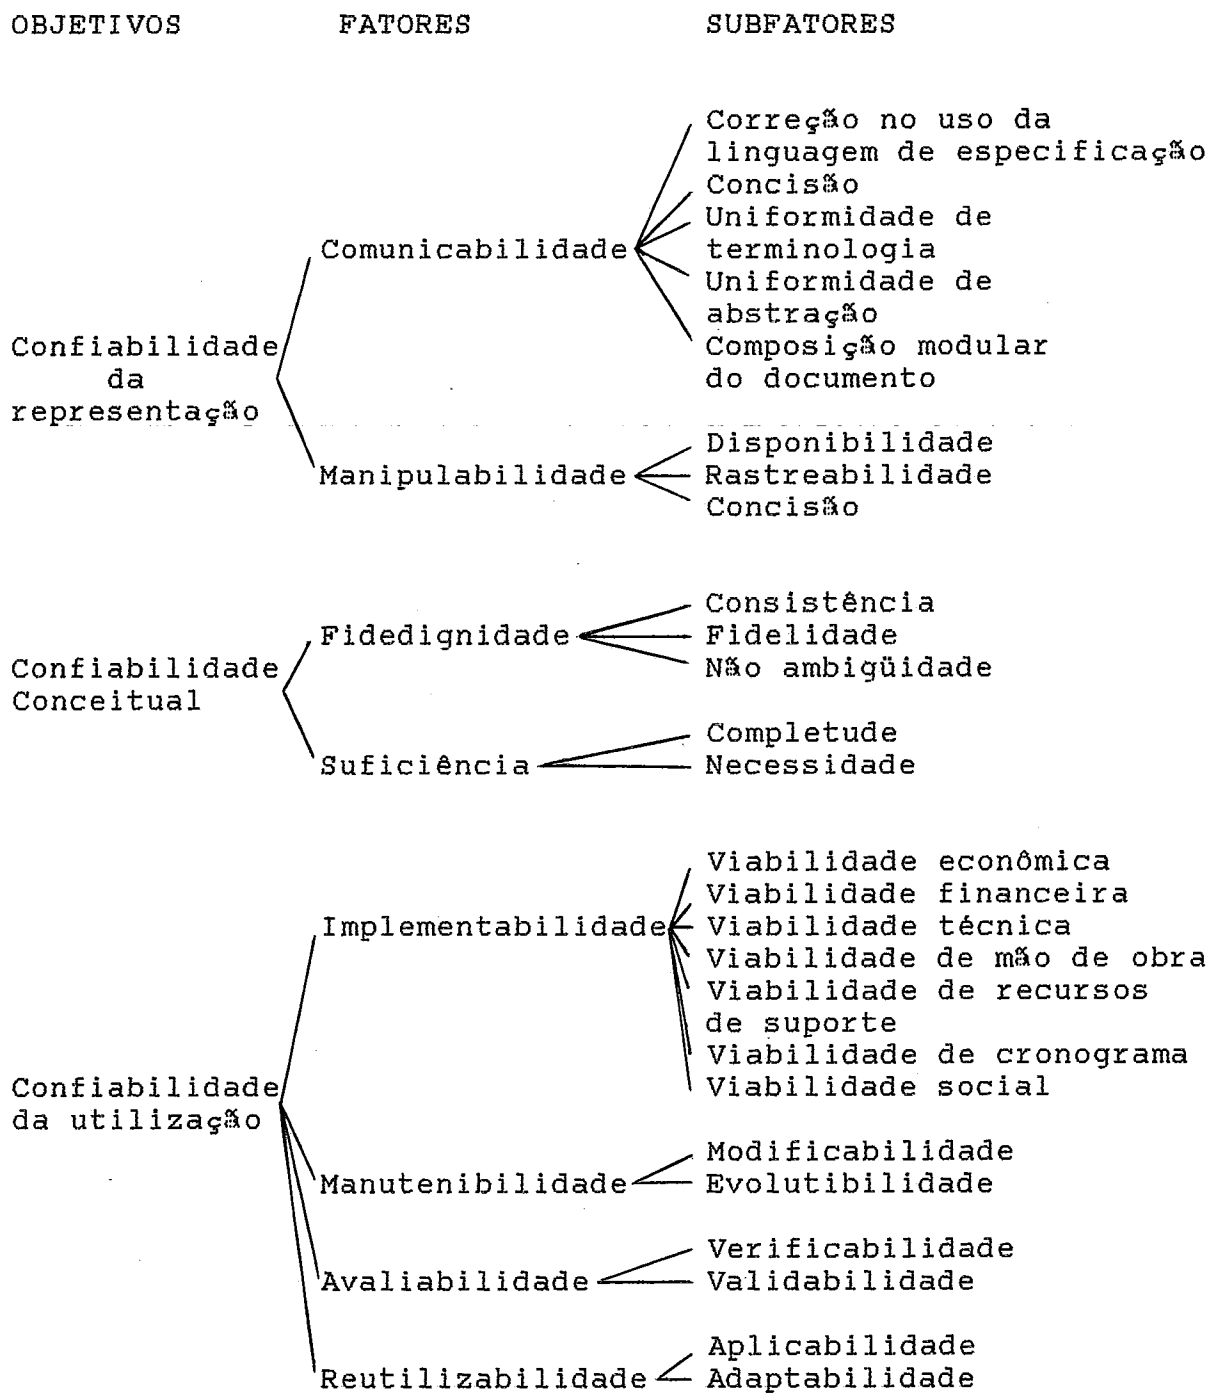 OBJETIVOS FATORES SUBFATORES
Correção no uso da
linguagem de especificação
Concisão
Uniformidade de
terminologia
Comunicabilidade
Uniformidade de
abstração
Composição modular
do documento
Confiabilidade
da
representação
Disponibilidade
Manipulabilidade Rastreabilidade
Concisão
Consistência
Fidedignidade Fidelidade
Não ambigüidade
Confiabilidade
Conceitual
Completude
Suficiência Necessidade
Viabilidade econômica
Viabilidade financeira
Implementabilidade Viabilidade técnica
Viabilidade de mão de obra
Viabilidade de recursos
de suporte
Viabilidade de cronograma
Viabilidade social
Confiabilidade
da utilização
Modificabilidade
Manutenibilidade Evolutibilidade
Verificabilidade
Avaliabilidade Validabilidade
Aplicabilidade
Reutilizabilidade Adaptabilidade